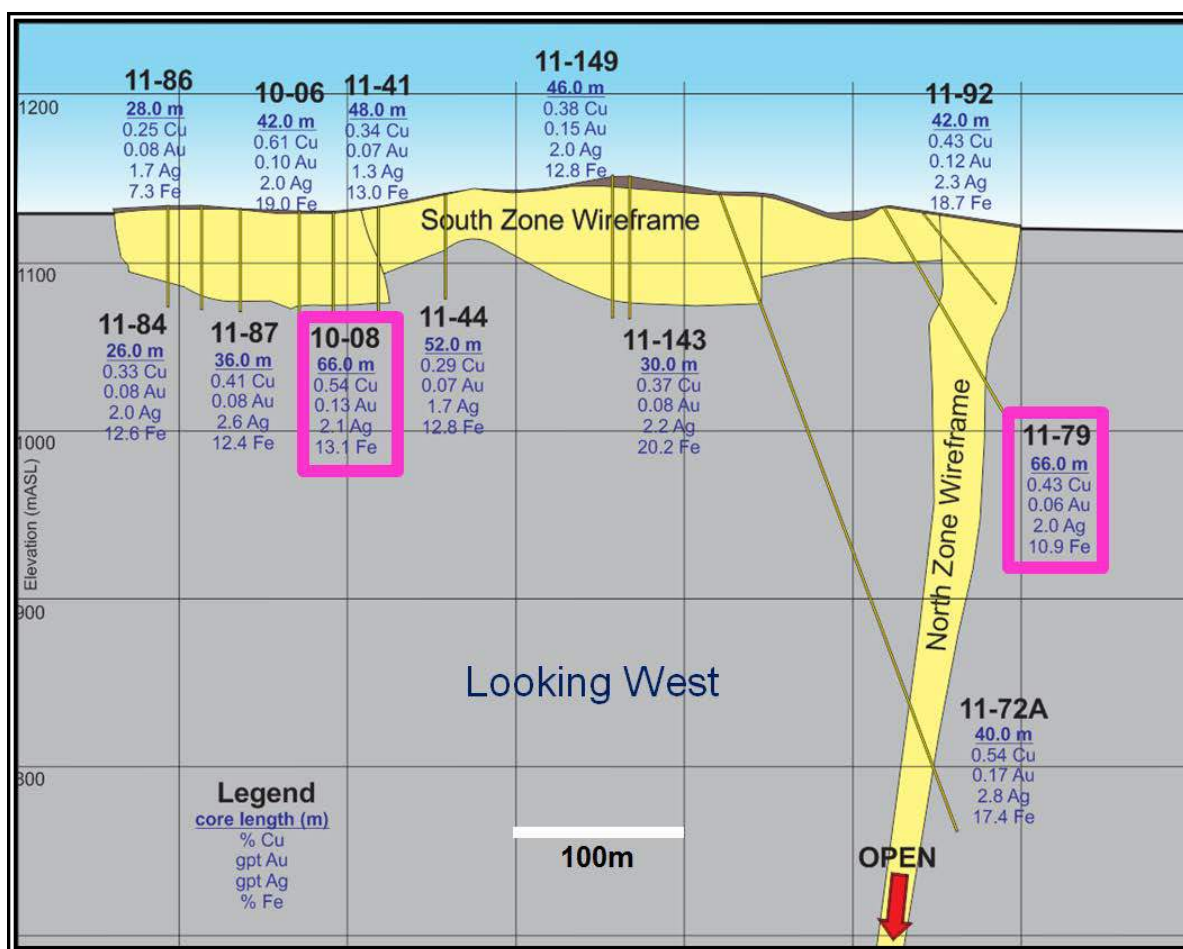 11-86
28.0 m
0.25 Cu
0.08 Au
1.7 Ag
7.3 Fe
10-06
42.0 m
0.61 Cu
0.10 Au
2.0 Ag
19.0 Fe
11-41
48.0 m
0.34 Cu
0.07 Au
1.3 Ag
13.0 Fe
11-149
46.0 m
0.38 Cu
0.15 Au
2.0 Ag
12.8 Fe
11-92
42.0 m
0.43 Cu
0.12 Au
2.3 Ag
18.7 Fe
1200
1100
1000
900
800
Elevation (mASL)
South Zone Wireframe
11-84
26.0 m
0.33 Cu
0.08 Au
2.0 Ag
12.6 Fe
11-87
36.0 m
0.41 Cu
0.08 Au
2.6 Ag
12.4 Fe
10-08
66.0 m
0.54 Cu
0.13 Au
2.1 Ag
13.1 Fe
11-44
52.0 m
0.29 Cu
0.07 Au
1.7 Ag
12.8 Fe
11-143
30.0 m
0.37 Cu
0.08 Au
2.2 Ag
20.2 Fe
11-79
66.0 m
0.43 Cu
0.06 Au
2.0 Ag
10.9 Fe
North Zone Wireframe
Looking West
11-72A
40.0 m
0.54 Cu
0.17 Au
2.8 Ag
17.4 Fe
Legend
core length (m)
% Cu
gpt Au
gpt Ag
% Fe
100m
OPEN